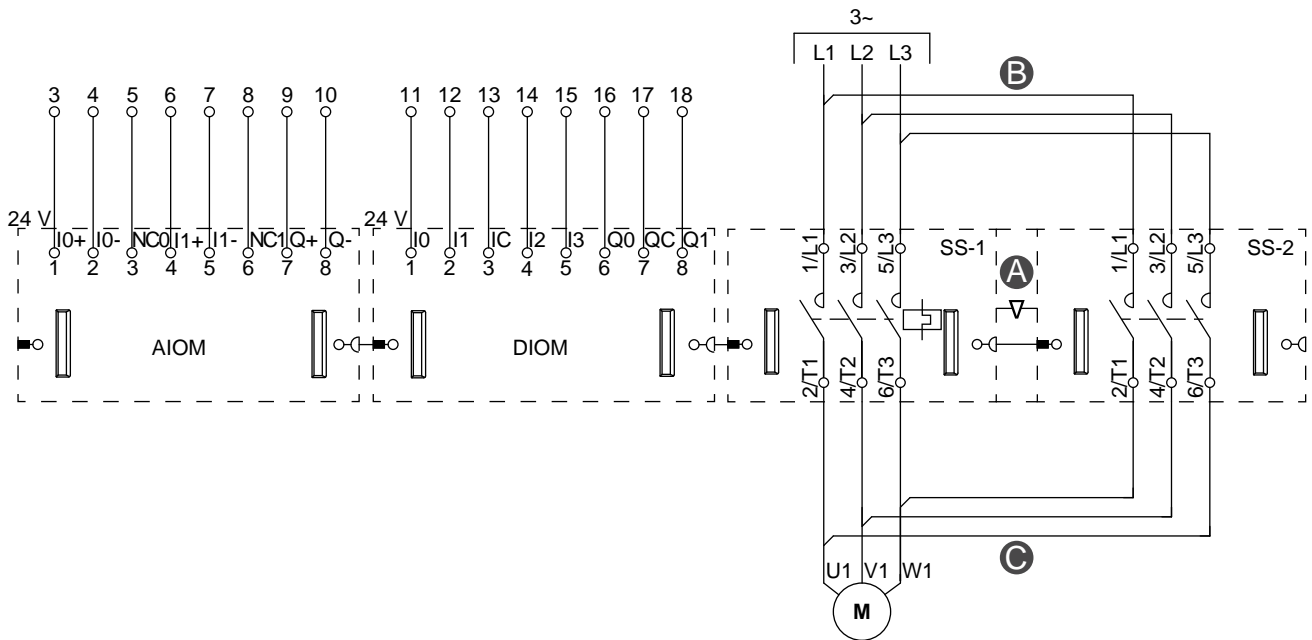 3~
L1 L2 L3
B
3 4 5 6 7 8 9 10 11 12 13 14 15 16 17 18
24 V 24 V
I0+ I0- NC0 I1+ I1- NC1 Q+ Q- I0 I1 IC I2 I3 Q0 QC Q1
1/L1 3/L2 5/L3 SS-1 1/L1 3/L2 5/L3 SS-2
1 2 3 4 5 6 7 8 1 2 3 4 5 6 7 8
A
AIOM DIOM
2/T1 4/T2 6/T3 2/T1 4/T2 6/T3
C
U1 V1 W1
M